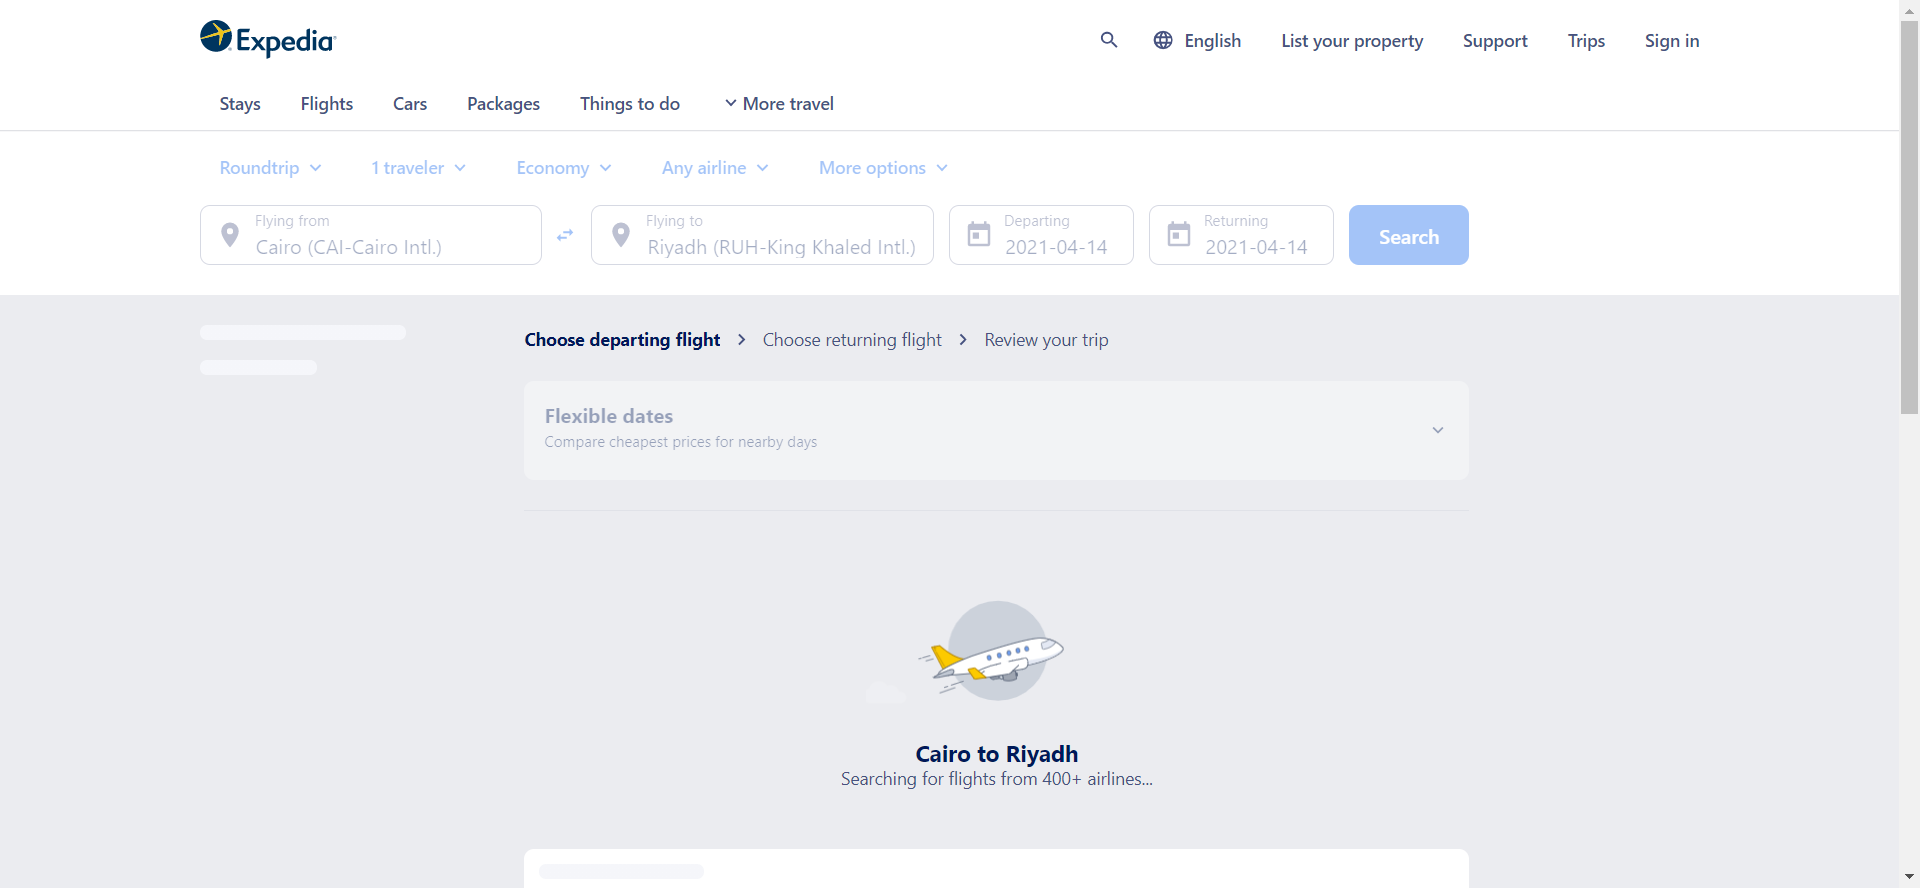 Expedia
English
List your property
Support
Trips
Sign in
Stays
Flights
Cars
Packages
Things to do
More travel
Roundtrip
1 traveler
Economy
Any airline
More options
Flying from
Cairo (CAI-Cairo Intl.)
Flying to
Riyadh (RUH-King Khaled Intl.)
Departing
2021-04-14
Returning
2021-04-14
Search
Choose departing flight
Choose returning flight
Review your trip
Flexible dates
Compare cheapest prices for nearby days
Cairo to Riyadh
Searching for flights from 400+ airlines...